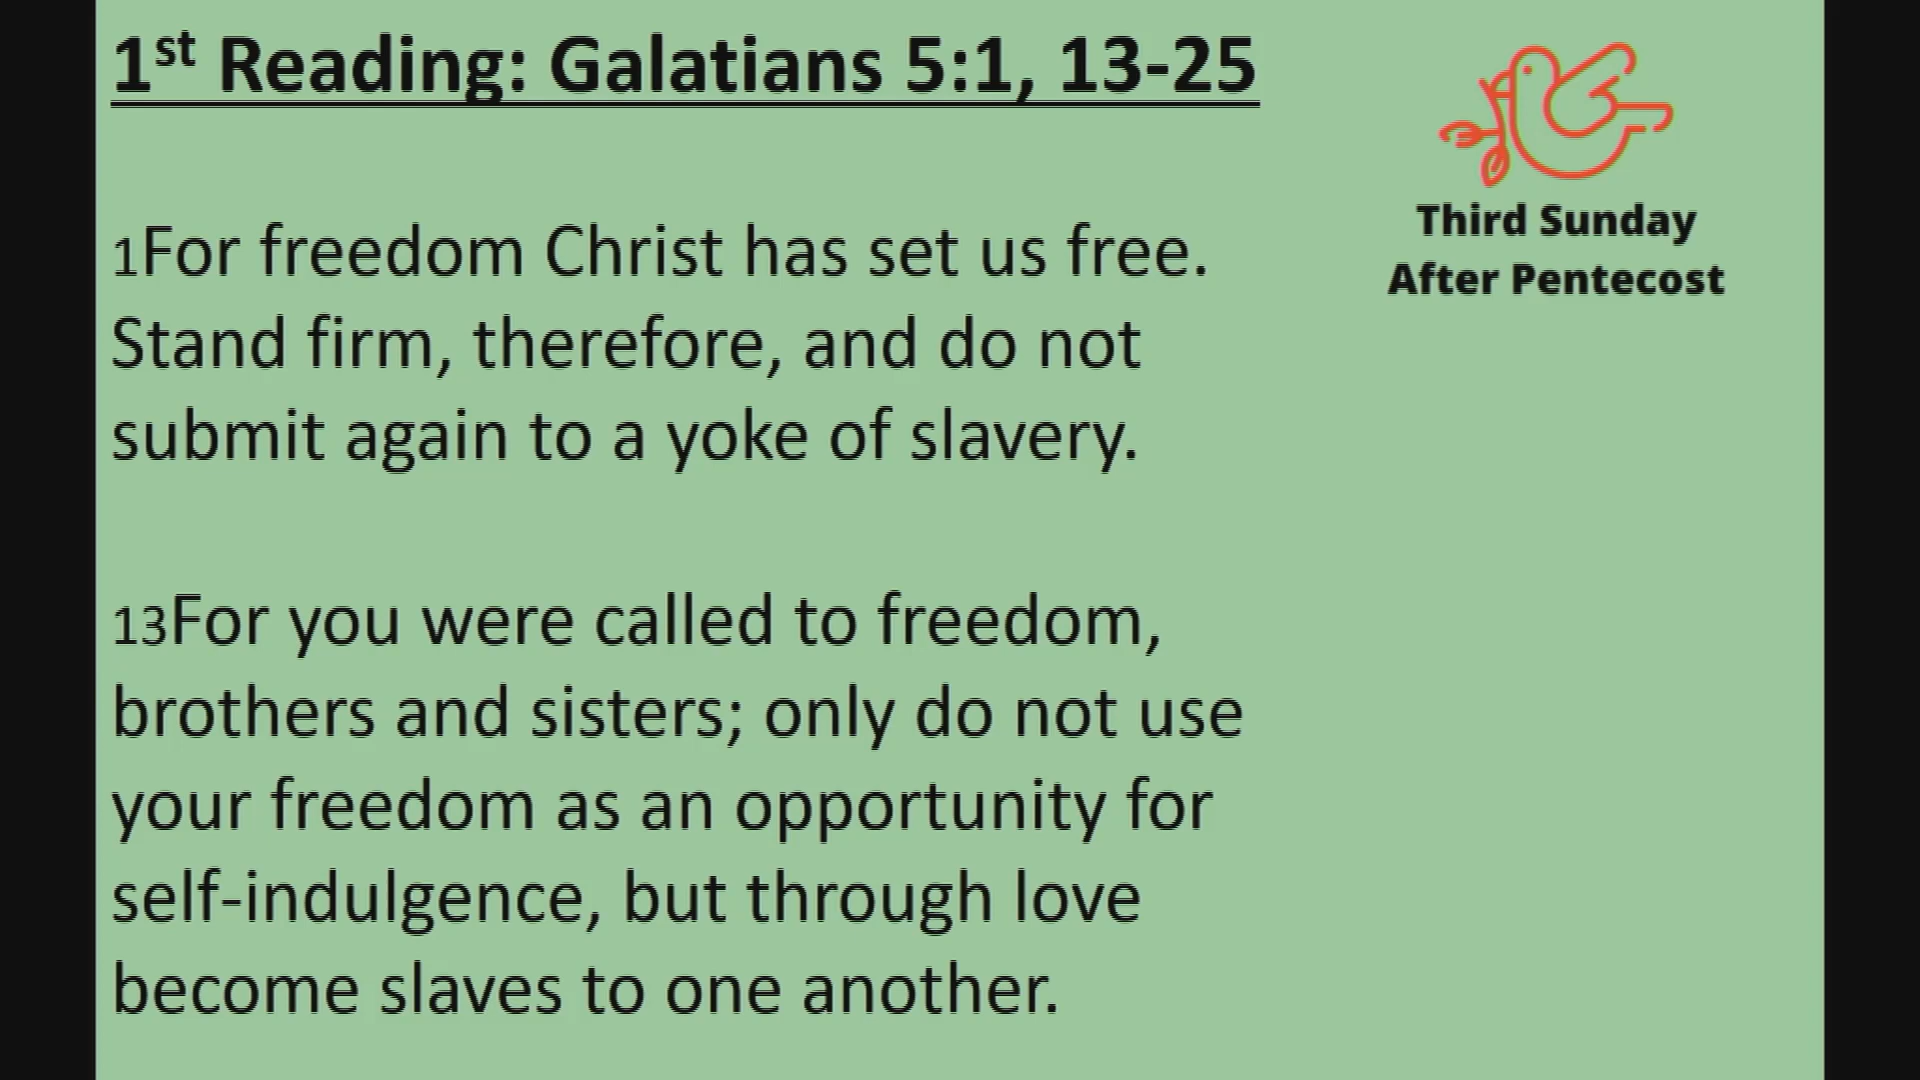 1st Reading: Galatians 5:1, 13-25
Third Sunday
After Pentecost
1For freedom Christ has set us free.
Stand firm, therefore, and do not
submit again to a yoke of slavery.
13For you were called to freedom,
brothers and sisters; only do not use
your freedom as an opportunity for
self-indulgence, but through love
become slaves to one another.